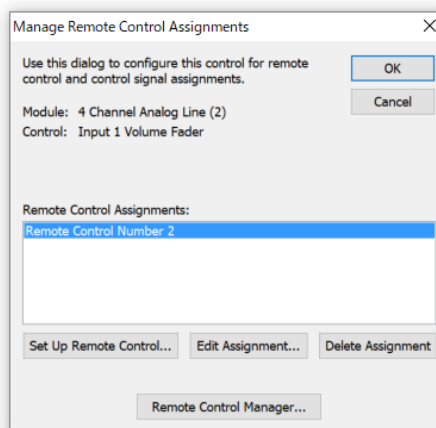 Manage Remote Control Assignments
Use this dialog to configure this control for remote
control and control signal assignments.
OK
Cancel
Module: 4 Channel Analog Line (2)
Control: Input 1 Volume Fader
Remote Control Assignments:
Remote Control Number 2
Set Up Remote Control...
Edit Assignment...
Delete Assignment
Remote Control Manager...